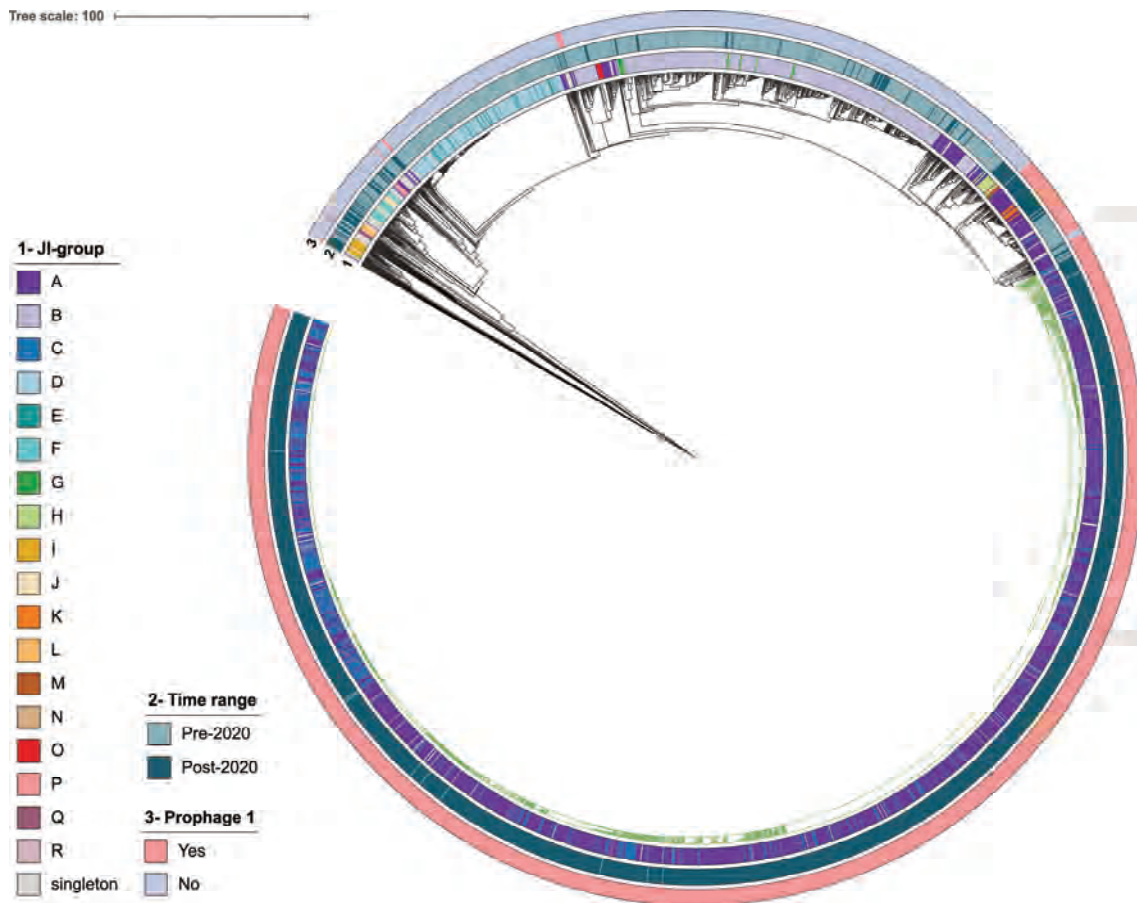 Tree scale: 100
3
2
1
1- JI-group
A
B
C
D
E
F
G
H
I
J
K
L
M
N
O
P
Q
R
singleton
2- Time range
Pre-2020
Post-2020
3- Prophage 1
Yes
No